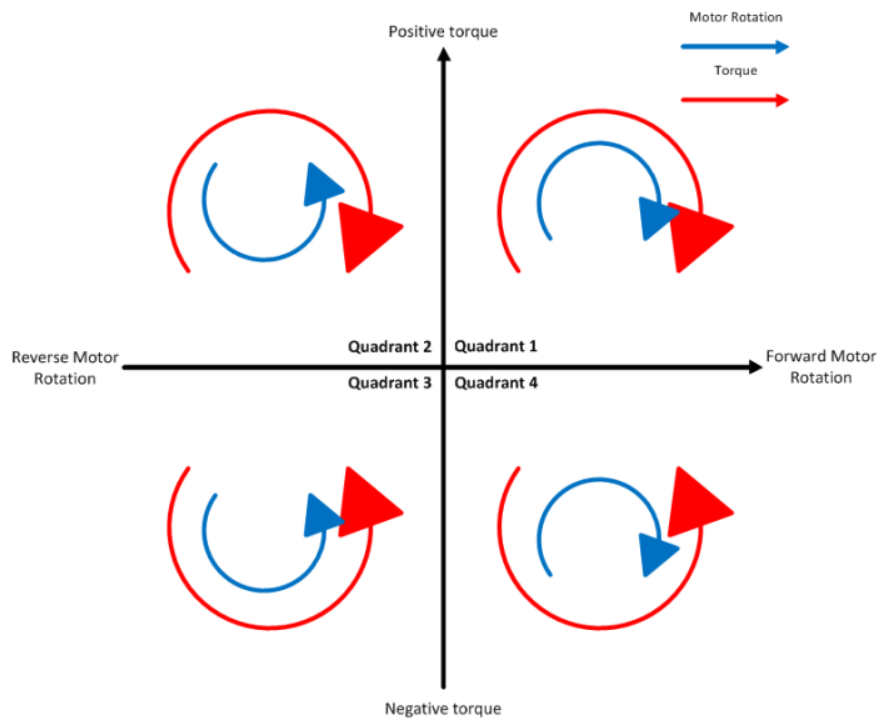 Positive torque
Motor Rotation
Torque
Quadrant 2
Quadrant 1
Reverse Motor
Rotation
Forward Motor
Rotation
Quadrant 3
Quadrant 4
Negative torque